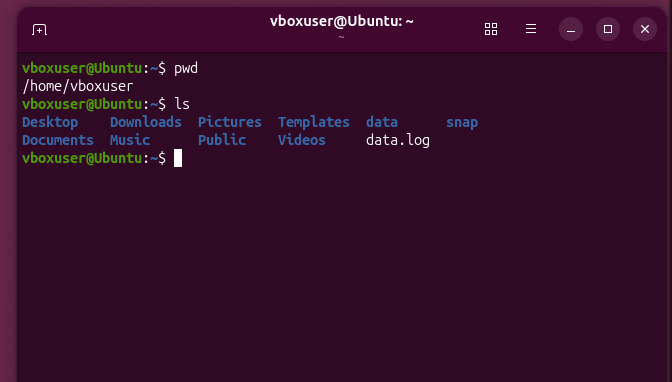 vboxuser@Ubuntu: ~
~
vboxuser@Ubuntu:~$ pwd
/home/vboxuser
vboxuser@Ubuntu:~$ ls
Desktop    Downloads  Pictures  Templates  data      snap
Documents  Music      Public    Videos     data.log
vboxuser@Ubuntu:~$